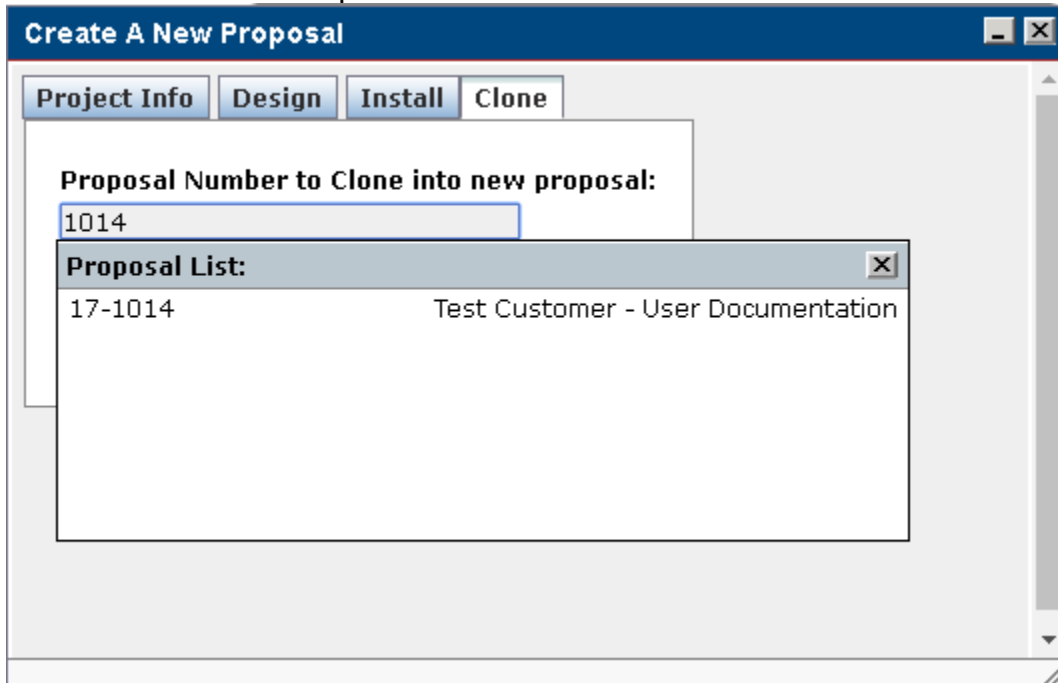 Create A New Proposal
Project Info Design Install Clone
Proposal Number to Clone into new proposal:
1014
Proposal List:
17-1014 Test Customer - User Documentation